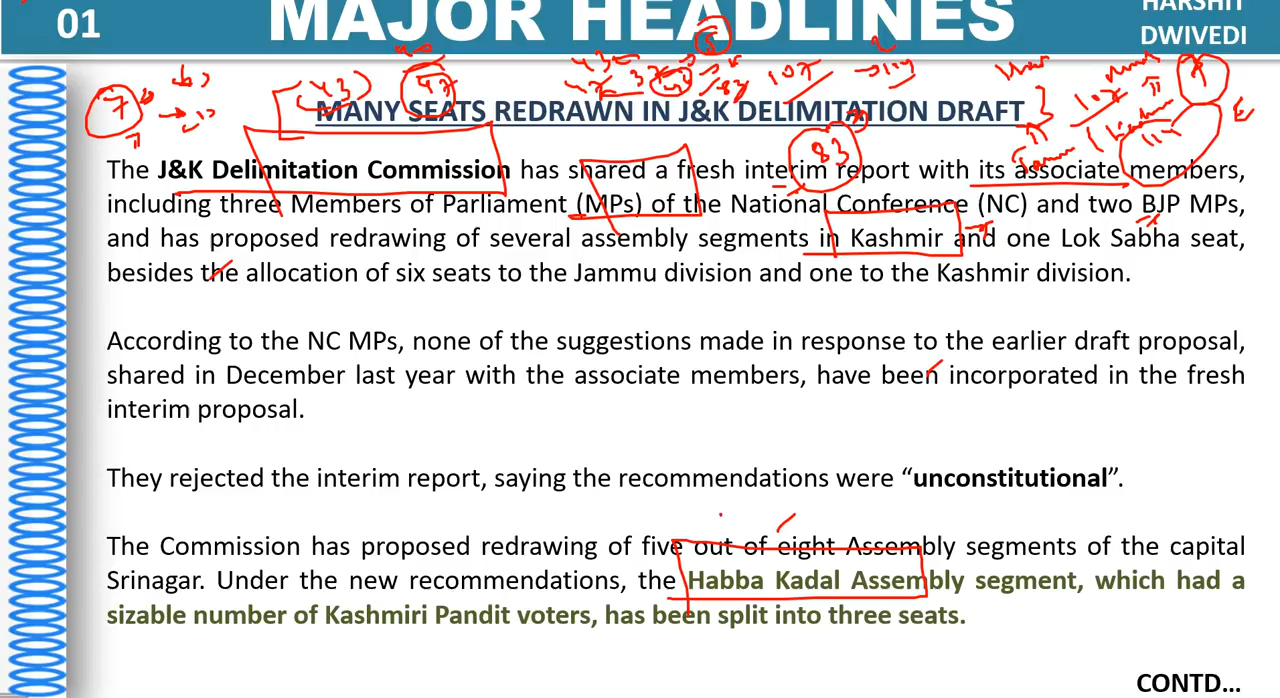 01
MAJOR HEADLINES
HARSHIT
DWIVEDI
MANY SEATS REDRAWN IN J&K DELIMITATION DRAFT
7
43
83
The J&K Delimitation Commission has shared a fresh interim report with its associate members,
including three Members of Parliament (MPs) of the National Conference (NC) and two BJP MPs,
and has proposed redrawing of several assembly segments in Kashmir and one Lok Sabha seat,
besides the allocation of six seats to the Jammu division and one to the Kashmir division.
According to the NC MPs, none of the suggestions made in response to the earlier draft proposal,
shared in December last year with the associate members, have been incorporated in the fresh
interim proposal.
They rejected the interim report, saying the recommendations were “unconstitutional”.
The Commission has proposed redrawing of five out of eight Assembly segments of the capital
Srinagar. Under the new recommendations, the Habba Kadal Assembly segment, which had a
sizable number of Kashmiri Pandit voters, has been split into three seats.
CONTD…